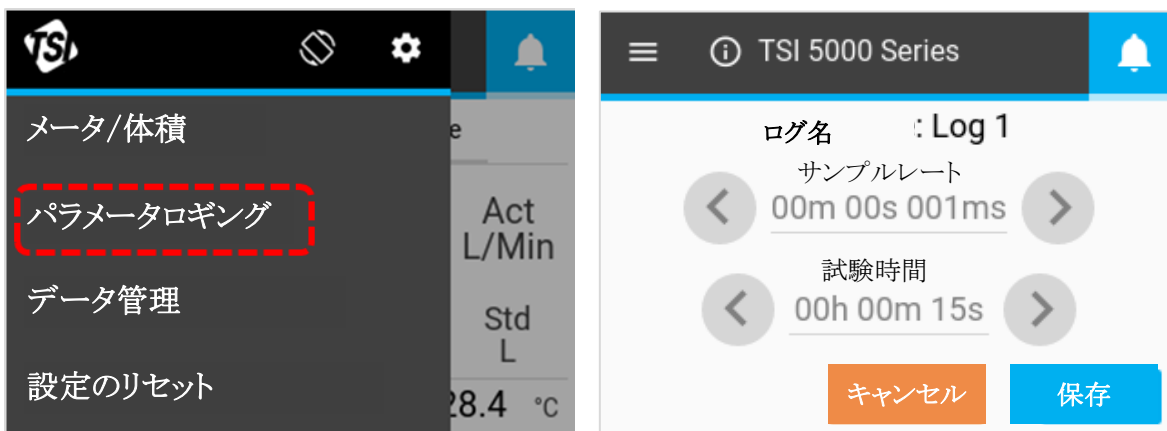 TSI
メータ/体積
パラメータロギング
データ管理
設定のリセット
e
Act
L/Min
Std
L
28.4 °C
TSI 5000 Series
ログ名 : Log 1
サンプルレート
00m 00s 001ms
試験時間
00h 00m 15s
キャンセル
保存